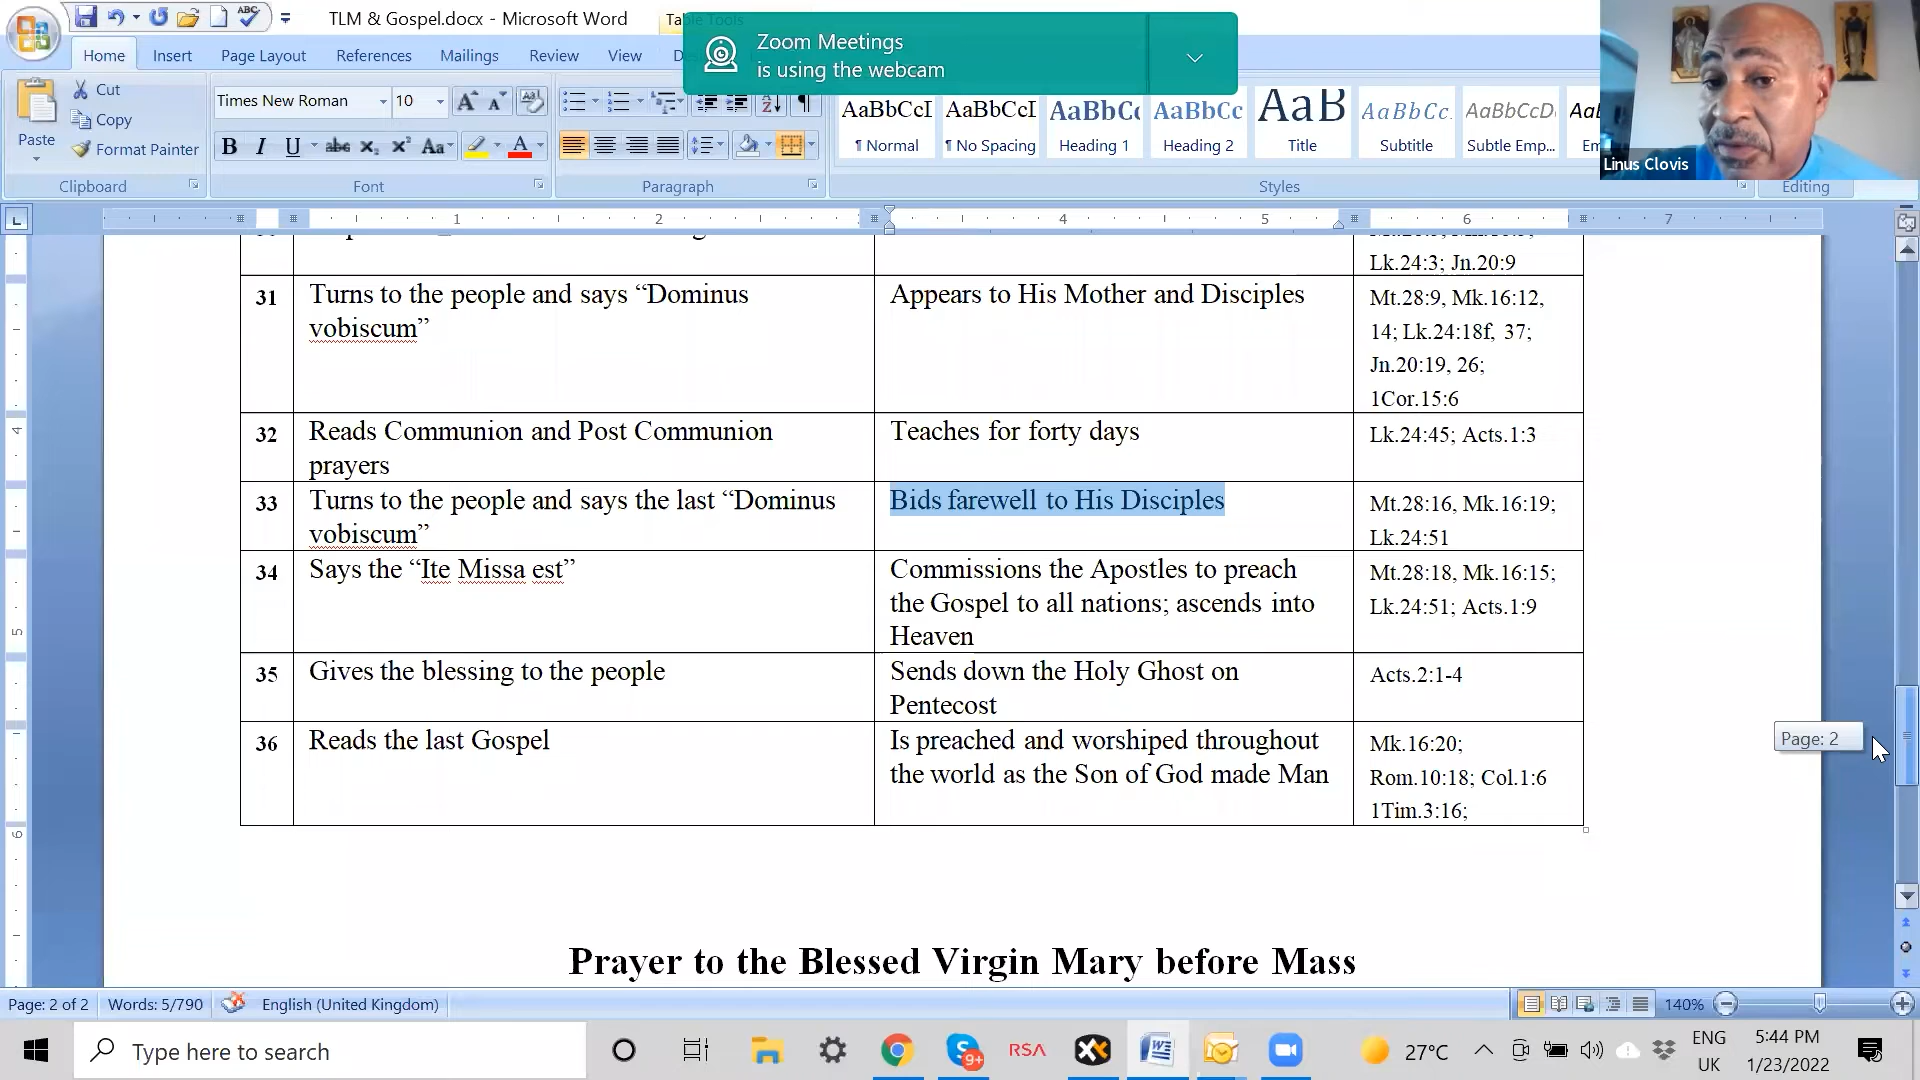 TLM & Gospel.docx - Microsoft Word
Table Tools
Zoom Meetings
is using the webcam
Home Insert Page Layout References Mailings Review View
Cut
Copy
Format Painter
Paste
Times New Roman 10
AaBbCcI AaBbCcI AaBbCc AaBbCc AaB AaBbCc. AaBbCcD
¶ Normal ¶ No Spacing Heading 1 Heading 2 Title Subtitle Subtle Emp...
Linus Clovis
Clipboard Font Paragraph Styles Editing
1 2 4 5 6 7
Lk.24:3; Jn.20:9
31 Turns to the people and says “Dominus Appears to His Mother and Disciples Mt.28:9, Mk.16:12,
vobiscum” 14; Lk.24:18f, 37;
Jn.20:19, 26;
1Cor.15:6
32 Reads Communion and Post Communion Teaches for forty days Lk.24:45; Acts.1:3
prayers
33 Turns to the people and says the last “Dominus Bids farewell to His Disciples Mt.28:16, Mk.16:19;
vobiscum” Lk.24:51
34 Says the “Ite Missa est” Commissions the Apostles to preach Mt.28:18, Mk.16:15;
the Gospel to all nations; ascends into Lk.24:51; Acts.1:9
Heaven
35 Gives the blessing to the people Sends down the Holy Ghost on Acts.2:1-4
Pentecost
36 Reads the last Gospel Is preached and worshiped throughout Mk.16:20;
the world as the Son of God made Man Rom.10:18; Col.1:6
1Tim.3:16;
Page: 2
Prayer to the Blessed Virgin Mary before Mass
Page: 2 of 2 Words: 5/790 English (United Kingdom) 140%
Type here to search
9+
RSA
27°C
ENG
UK
5:44 PM
1/23/2022